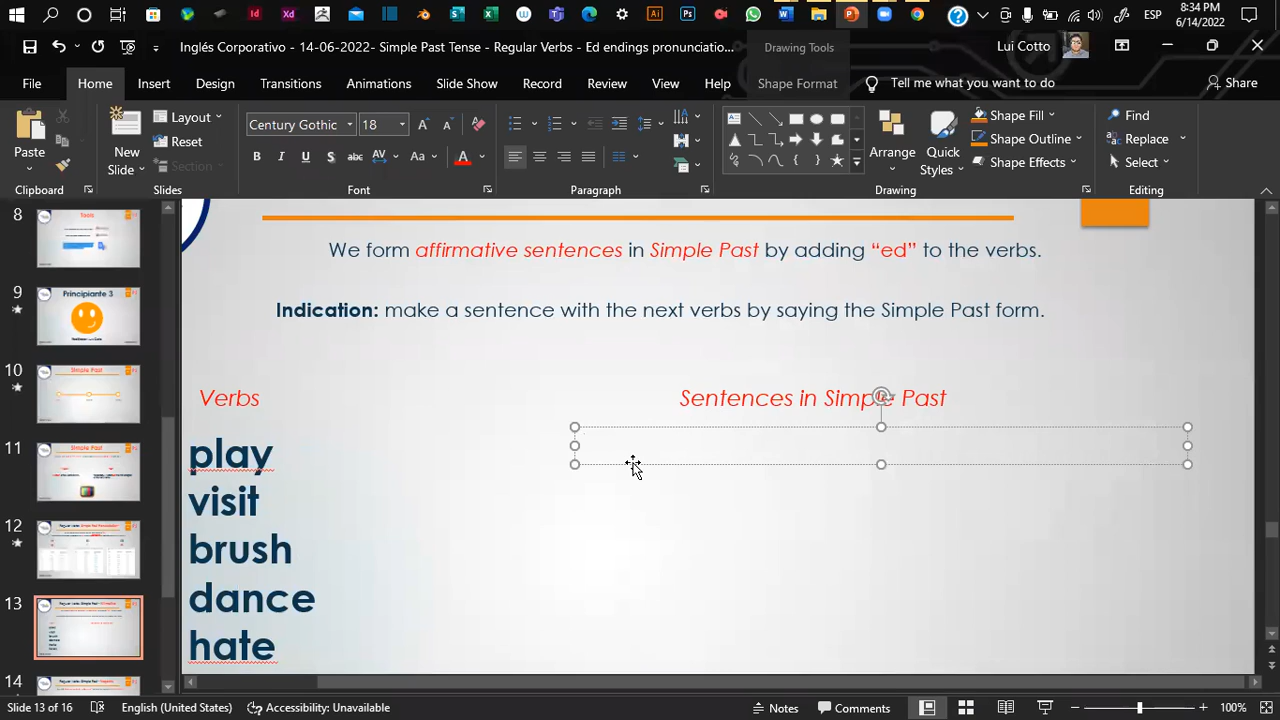 8:34 PM
ESP
6/14/2022
Inglés Corporativo - 14-06-2022- Simple Past Tense - Regular Verbs - Ed endings pronunciatio...
Drawing Tools
Lui Cotto
File
Home
Insert
Design
Transitions
Animations
Slide Show
Record
Review
View
Help
Shape Format
Tell me what you want to do
Share
Paste
New
Slide
Layout
Reset
Section
Century Gothic
18
Arrange
Quick
Styles
Shape Fill
Shape Outline
Shape Effects
Find
Replace
Select
Clipboard
Slides
Font
Paragraph
Drawing
Editing
8
Tools
9
Principiante 3
10
Simple Past
11
Simple Past
12
13
14
We form affirmative sentences in Simple Past by adding “ed” to the verbs.
Indication: make a sentence with the next verbs by saying the Simple Past form.
Verbs
Sentences in Simple Past
play
visit
brush
dance
hate
Slide 13 of 16
English (United States)
Accessibility: Unavailable
Notes
Comments
100%